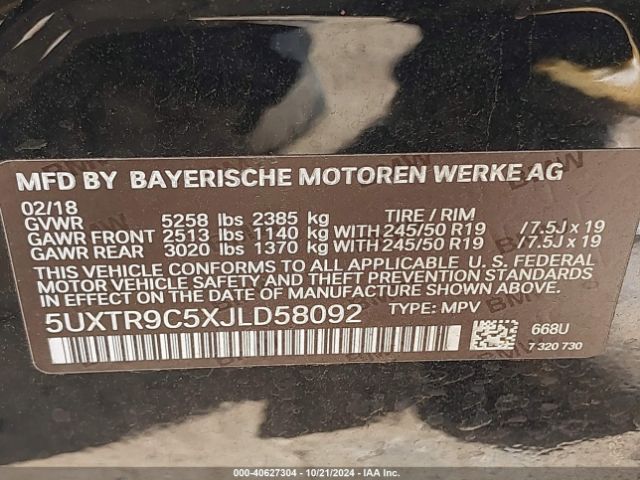 MFD BY BAYERISCHE MOTOREN WERKE AG
02/18
GVWR 5258 lbs 2385 kg TIRE / RIM
GAWR FRONT 2513 lbs 1140 kg WITH 245/50 R19 / 7.5J x 19
GAWR REAR 3020 lbs 1370 kg WITH 245/50 R19 / 7.5J x 19
THIS VEHICLE CONFORMS TO ALL APPLICABLE U. S. FEDERAL
MOTOR VEHICLE SAFETY AND THEFT PREVENTION STANDARDS
IN EFFECT ON THE DATE OF MANUFACTURE SHOWN ABOVE.
5UXTR9C5XJLD58092 TYPE: MPV
668U
7 320 730
000-40627304 | 10/21/2024 | IAA Inc.